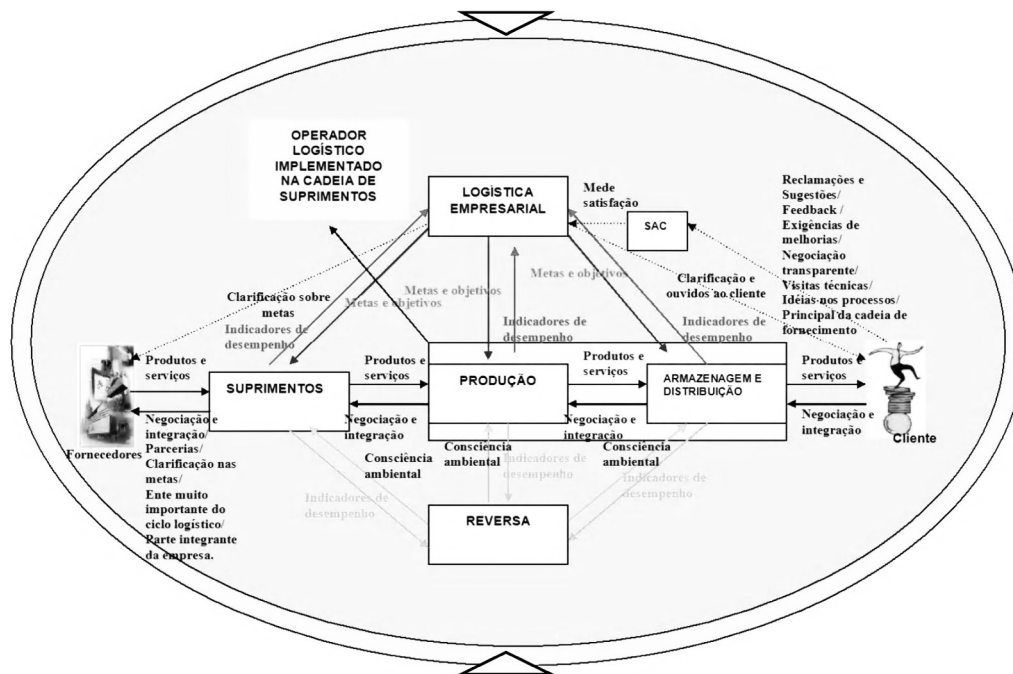 OPERADOR
LOGÍSTICO
IMPLEMENTADO
NA CADEIA DE
SUPRIMENTOS
LOGÍSTICA
EMPRESARIAL
Mede
satisfação
SAC
Reclamações e
Sugestões/
Feedback /
Exigências de
melhorias/
Negociação
transparente/
Visitas técnicas/
Idéias nos processos/
Principal da cadeia de
fornecimento
Clarificação sobre
metas
Metas e objetivos
Metas e objetivos
Metas e objetivos
Clarificação e
ouvidos ao cliente
Indicadores de
desempenho
Indicadores de
desempenho
Indicadores de
desempenho
Produtos e
serviços
SUPRIMENTOS
Produtos e
serviços
PRODUÇÃO
Produtos e
serviços
ARMAZENAGEM E
DISTRIBUIÇÃO
Produtos e
serviços
Fornecedores
Negociação e
integração/
Parcerias/
Clarificação nas
metas/
Ente muito
importante do
ciclo logístico/
Parte integrante
da empresa.
Negociação e
integração
Negociação e
integração
Negociação e
integração
Cliente
Consciência
ambiental
Consciência
ambiental
Consciência
ambiental
Indicadores de
desempenho
Indicadores de
desempenho
Indicadores de
desempenho
REVERSA